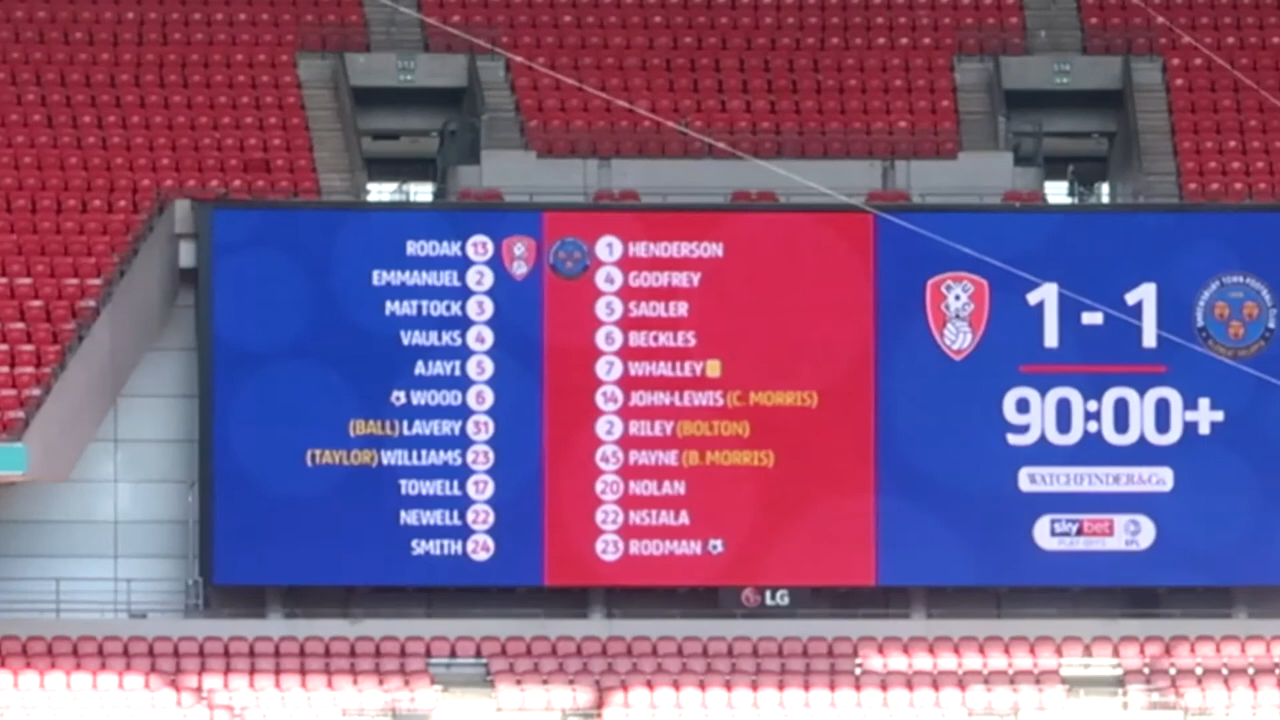 RODAK 13
EMMANUEL 2
MATTOCK 3
VAULKS 4
AJAYI 5
WOOD 6
(BALL) LAVERY 31
(TAYLOR) WILLIAMS 23
TOWELL 17
NEWELL 22
SMITH 24
1 HENDERSON
4 GODFREY
5 SADLER
6 BECKLES
7 WHALLEY
14 JOHN-LEWIS (C. MORRIS)
2 RILEY (BOLTON)
45 PAYNE (B. MORRIS)
20 NOLAN
22 NSIALA
23 RODMAN
1 - 1
90:00+
WATCHFINDER&Co.
sky bet
PLAY-OFFS
EFL
LG